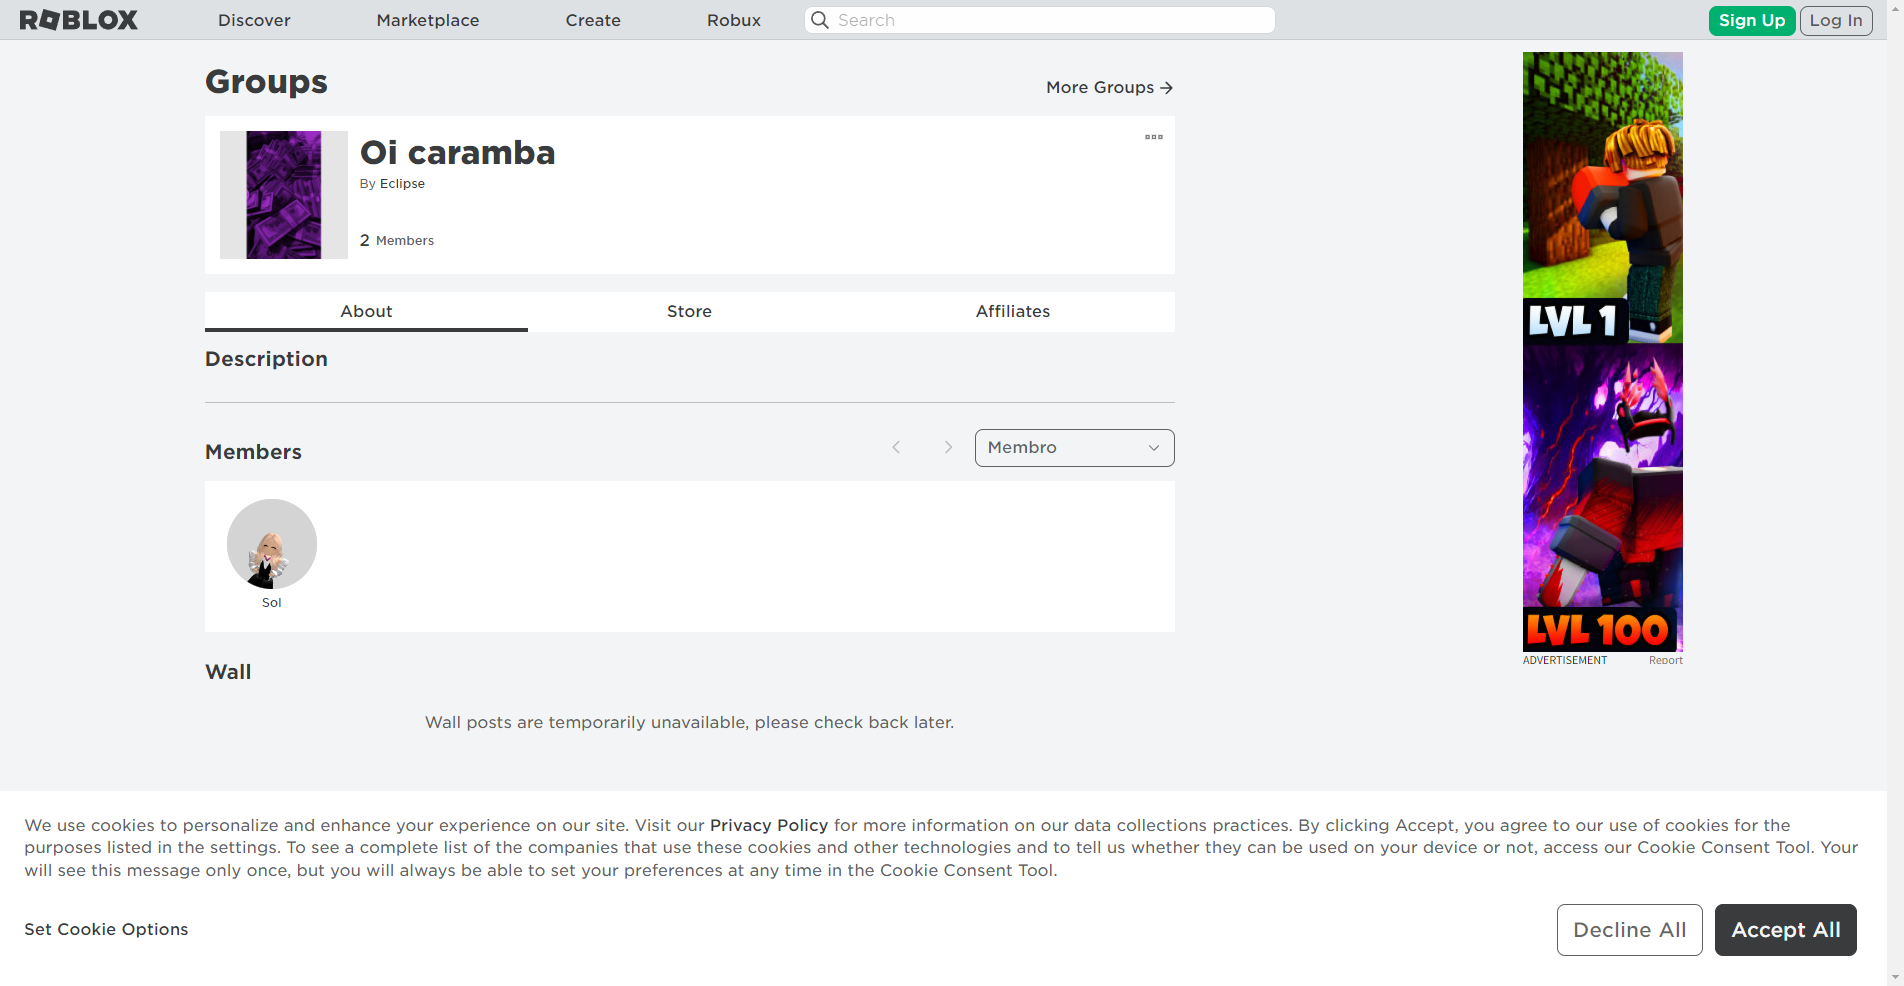 ROBLOX
Discover
Marketplace
Create
Robux
Search
Sign Up
Log In
Groups
More Groups
Oi caramba
By Eclipse
2 Members
About
Store
Affiliates
Description
Members
Membro
Sol
Wall
Wall posts are temporarily unavailable, please check back later.
LVL 1
LVL 100
ADVERTISEMENT
Report
We use cookies to personalize and enhance your experience on our site. Visit our Privacy Policy for more information on our data collections practices. By clicking Accept, you agree to our use of cookies for the
purposes listed in the settings. To see a complete list of the companies that use these cookies and other technologies and to tell us whether they can be used on your device or not, access our Cookie Consent Tool. Your
will see this message only once, but you will always be able to set your preferences at any time in the Cookie Consent Tool.
Set Cookie Options
Decline All
Accept All